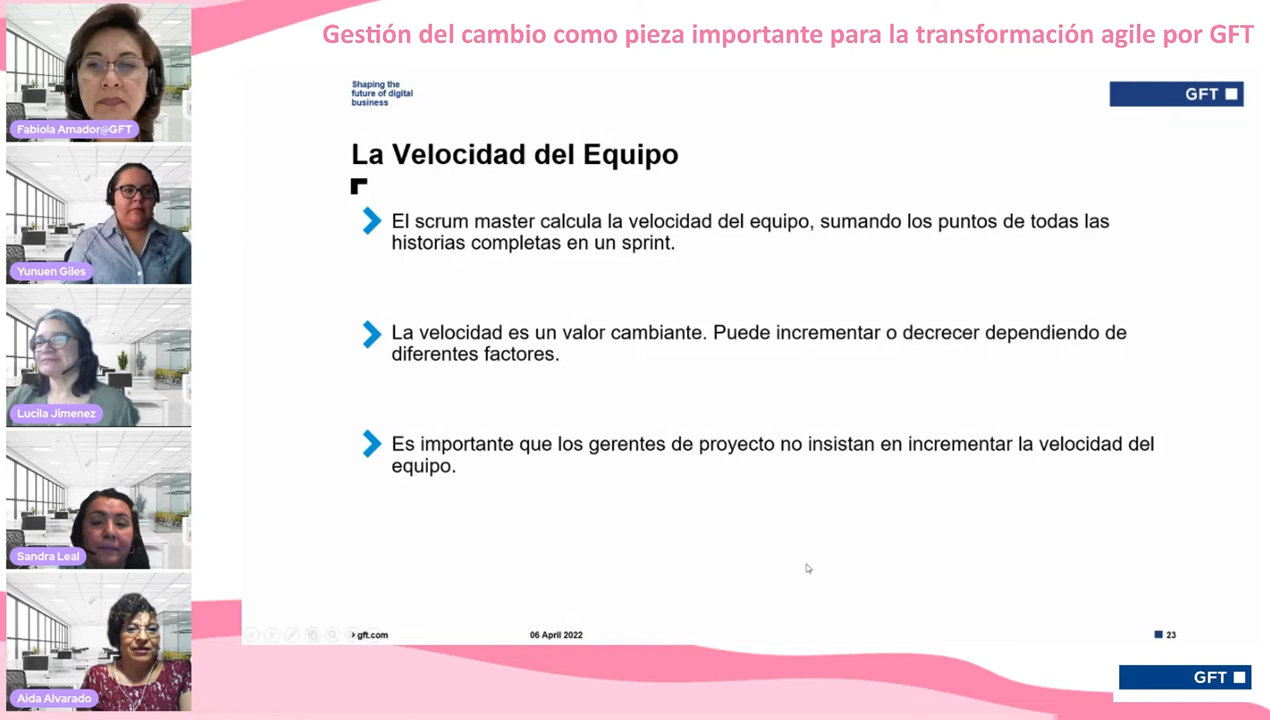 Gestión del cambio como pieza importante para la transformación agile por GFT
Shaping the
future of digital
business
GFT
La Velocidad del Equipo
El scrum master calcula la velocidad del equipo, sumando los puntos de todas las
historias completas en un sprint.
La velocidad es un valor cambiante. Puede incrementar o decrecer dependiendo de
diferentes factores.
Es importante que los gerentes de proyecto no insistan en incrementar la velocidad del
equipo.
› gft.com
06 April 2022
23
GFT
Fabiola Amador@GFT
Yunuen Giles
Lucila Jimenez
Sandra Leal
Aida Alvarado